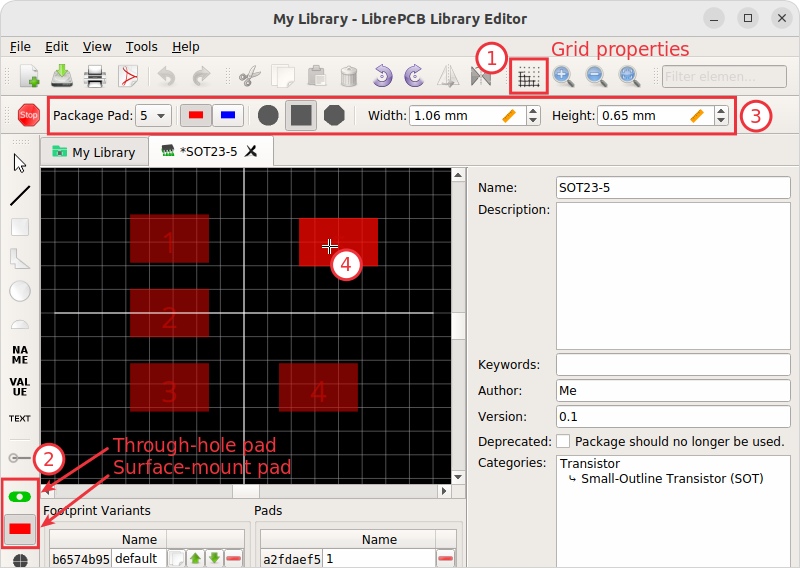 My Library - LibrePCB Library Editor
File Edit View Tools Help
1 Grid properties
Filter elemen...
Stop Package Pad: 5 Width: 1.06 mm Height: 0.65 mm 3
My Library *SOT23-5
1
4
2
3 4
NA
ME
VAL
UE
TEXT
2
Through-hole pad
Surface-mount pad
Name: SOT23-5
Description:
Keywords:
Author: Me
Version: 0.1
Deprecated: Package should no longer be used.
Categories: Transistor
Small-Outline Transistor (SOT)
Footprint Variants Pads
Name Name
b6574b95 default a2fdaef5 1